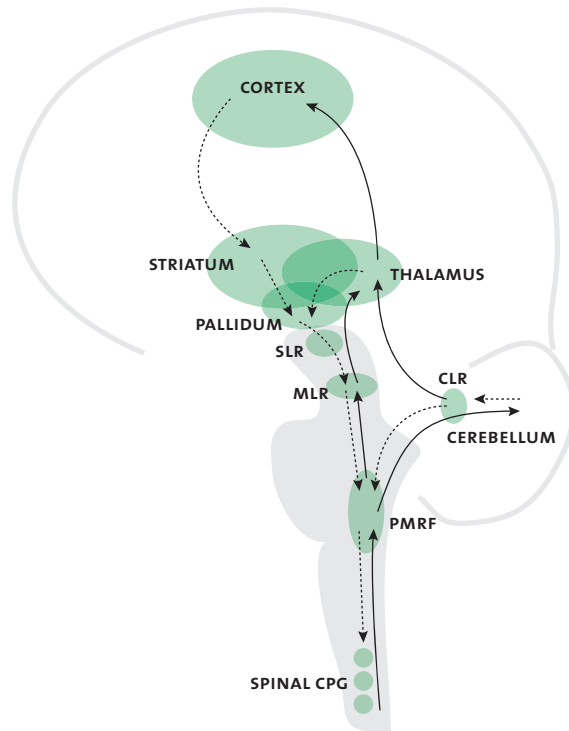 CORTEX
STRIATUM
THALAMUS
PALLIDUM
SLR
MLR
CLR
CEREBELLUM
PMRF
SPINAL CPG